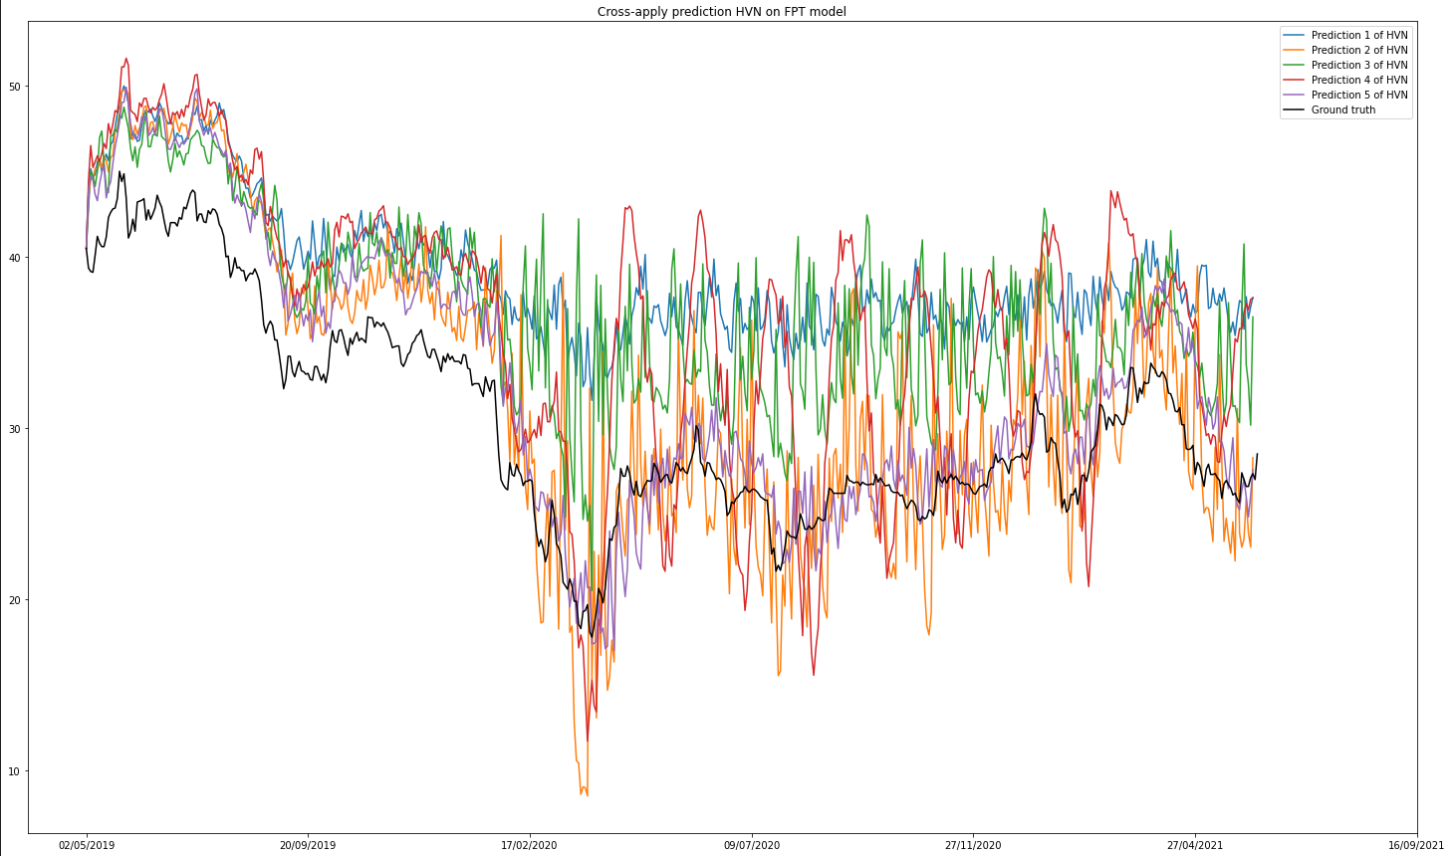 Cross-apply prediction HVN on FPT model
Prediction 1 of HVN
Prediction 2 of HVN
Prediction 3 of HVN
Prediction 4 of HVN
Prediction 5 of HVN
Ground truth
50
40
30
20
10
02/05/2019 20/09/2019 17/02/2020 09/07/2020 27/11/2020 27/04/2021 16/09/2021